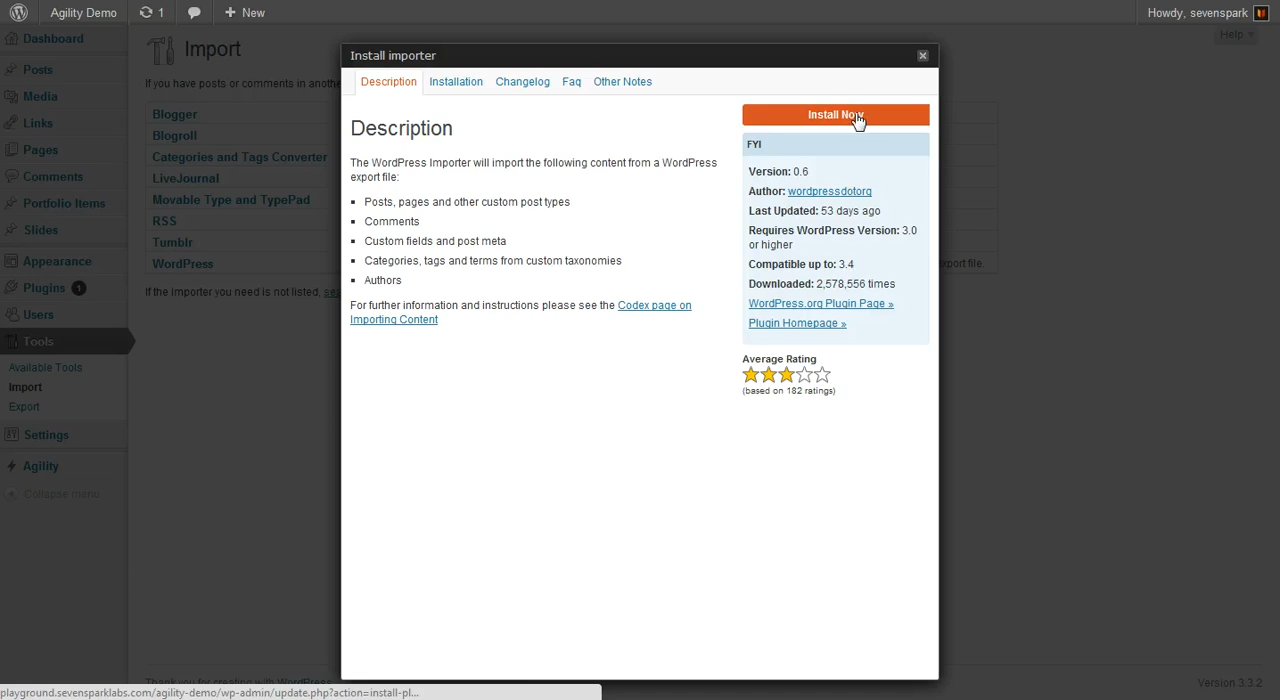 Agility Demo 1 New Howdy, sevenspark
Help
Dashboard
Posts
Media
Links
Pages
Comments
Portfolio Items
Slides
Appearance
Plugins 1
Users
Tools
Available Tools
Import
Export
Settings
Agility
Collapse menu
Import
If you have posts or comments in anothe
Blogger
Blogroll
Categories and Tags Converter
LiveJournal
Movable Type and TypePad
RSS
Tumblr
WordPress
xport file.
If the importer you need is not listed,
Install importer
Description Installation Changelog Faq Other Notes
Description
The WordPress Importer will import the following content from a WordPress
export file:
Posts, pages and other custom post types
Comments
Custom fields and post meta
Categories, tags and terms from custom taxonomies
Authors
For further information and instructions please see the Codex page on
Importing Content
Install Now
FYI
Version: 0.6
Author: wordpressdotorg
Last Updated: 53 days ago
Requires WordPress Version: 3.0
or higher
Compatible up to: 3.4
Downloaded: 2,578,556 times
WordPress.org Plugin Page »
Plugin Homepage »
Average Rating
(based on 182 ratings)
Thank you for creating with WordPress
Version 3.3.2
playground.sevensparklabs.com/agility-demo/wp-admin/update.php?action=install-pl...